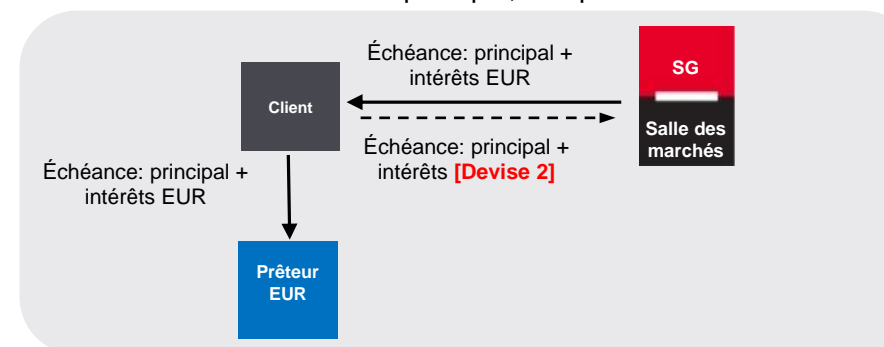 Échéance: principal +
intérêts EUR
SG
Client
Salle des
marchés
Échéance: principal +
intérêts [Devise 2]
Échéance: principal +
intérêts EUR
Prêteur
EUR